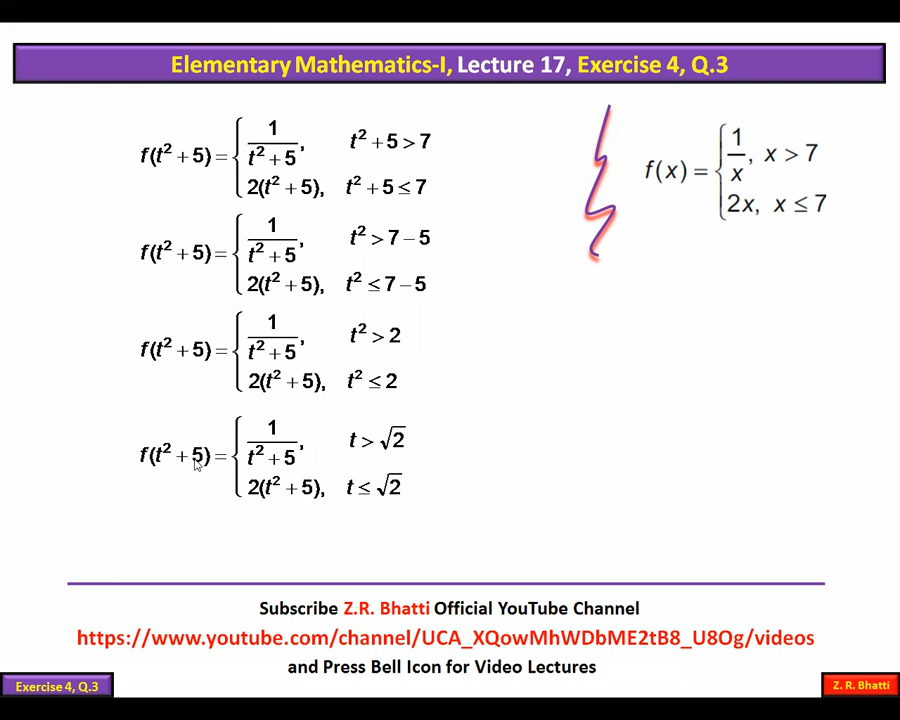 Elementary Mathematics-I, Lecture 17, Exercise 4, Q.3
f(t² + 5) = { 1/(t² + 5), t² + 5 > 7
2(t² + 5), t² + 5 ≤ 7
f(x) = { 1/x, x > 7
2x, x ≤ 7
f(t² + 5) = { 1/(t² + 5), t² > 7 – 5
2(t² + 5), t² ≤ 7 – 5
f(t² + 5) = { 1/(t² + 5), t² > 2
2(t² + 5), t² ≤ 2
f(t² + 5) = { 1/(t² + 5), t > √2
2(t² + 5), t ≤ √2
Subscribe Z.R. Bhatti Official YouTube Channel
https://www.youtube.com/channel/UCA_XQowMhWDbME2tB8_U8Og/videos
and Press Bell Icon for Video Lectures
Exercise 4, Q.3
Z. R. Bhatti